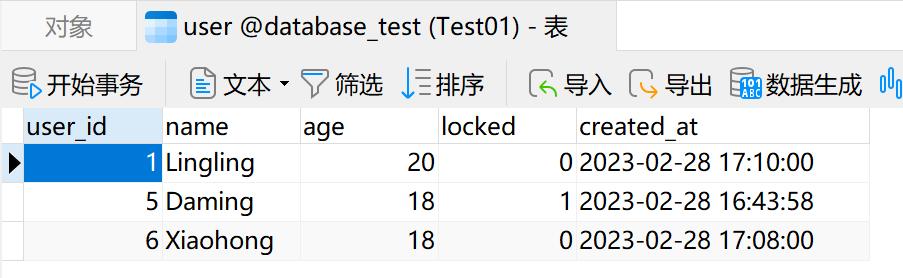 对象 user @database_test (Test01) - 表
开始事务 文本 筛选 排序 导入 导出 数据生成
user_id name age locked created_at
1 Lingling 20 0 2023-02-28 17:10:00
5 Daming 18 1 2023-02-28 16:43:58
6 Xiaohong 18 0 2023-02-28 17:08:00